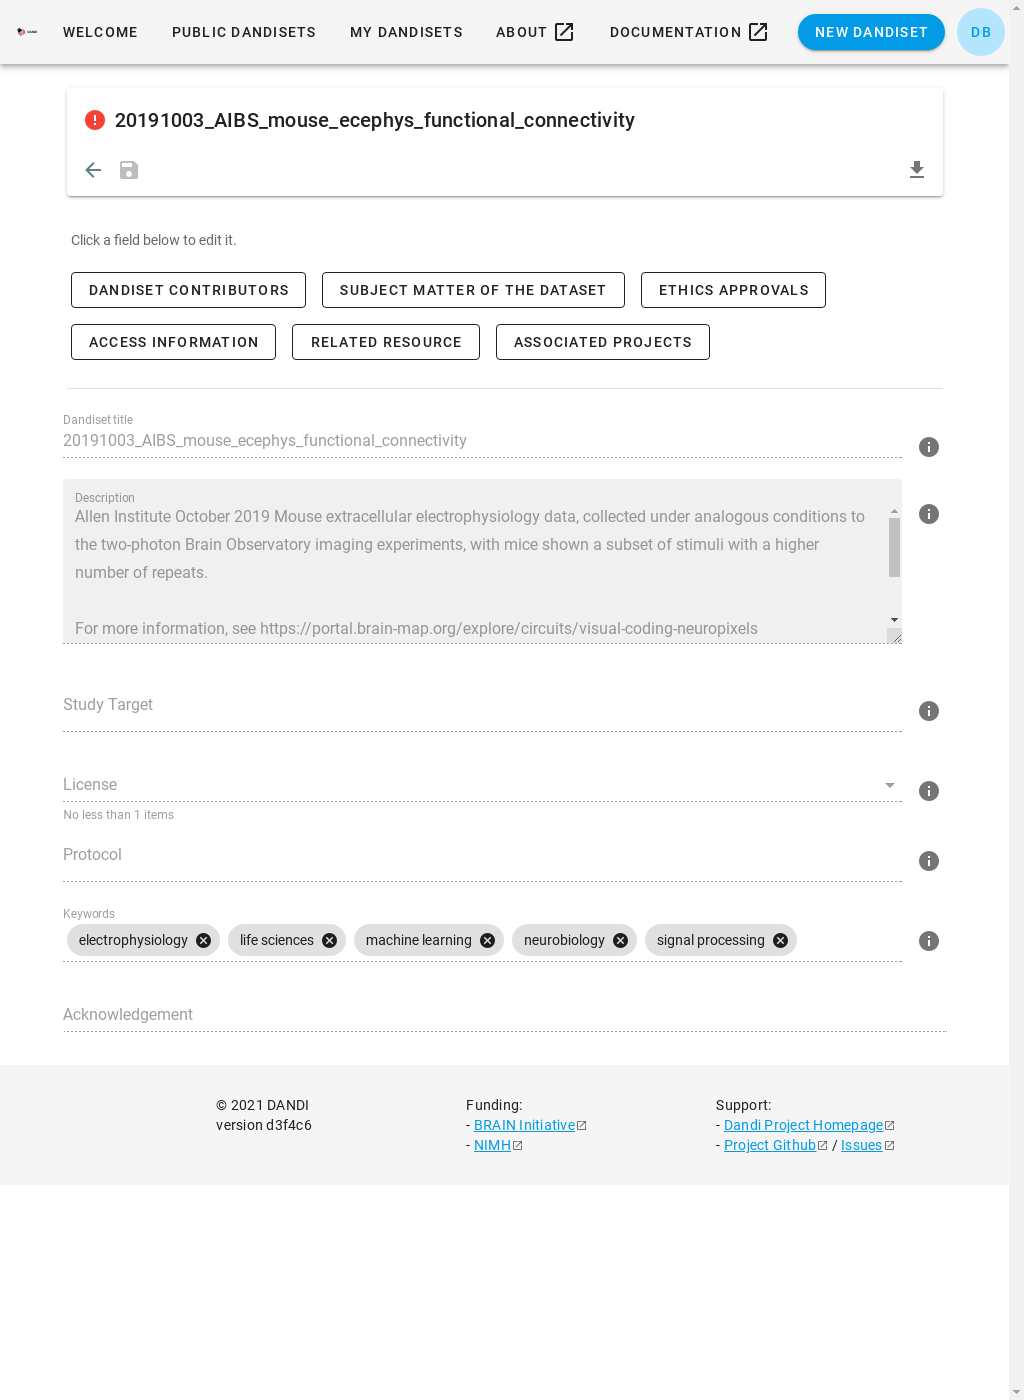 WELCOME PUBLIC DANDISETS MY DANDISETS ABOUT DOCUMENTATION NEW DANDISET DB
20191003_AIBS_mouse_ecephys_functional_connectivity
Click a field below to edit it.
DANDISET CONTRIBUTORS SUBJECT MATTER OF THE DATASET ETHICS APPROVALS
ACCESS INFORMATION RELATED RESOURCE ASSOCIATED PROJECTS
Dandiset title
20191003_AIBS_mouse_ecephys_functional_connectivity
Description
Allen Institute October 2019 Mouse extracellular electrophysiology data, collected under analogous conditions to
the two-photon Brain Observatory imaging experiments, with mice shown a subset of stimuli with a higher
number of repeats.
For more information, see https://portal.brain-map.org/explore/circuits/visual-coding-neuropixels
Study Target
License
No less than 1 items
Protocol
Keywords
electrophysiology life sciences machine learning neurobiology signal processing
Acknowledgement
© 2021 DANDI
version d3f4c6
Funding:
- BRAIN Initiative
- NIMH
Support:
- Dandi Project Homepage
- Project Github / Issues